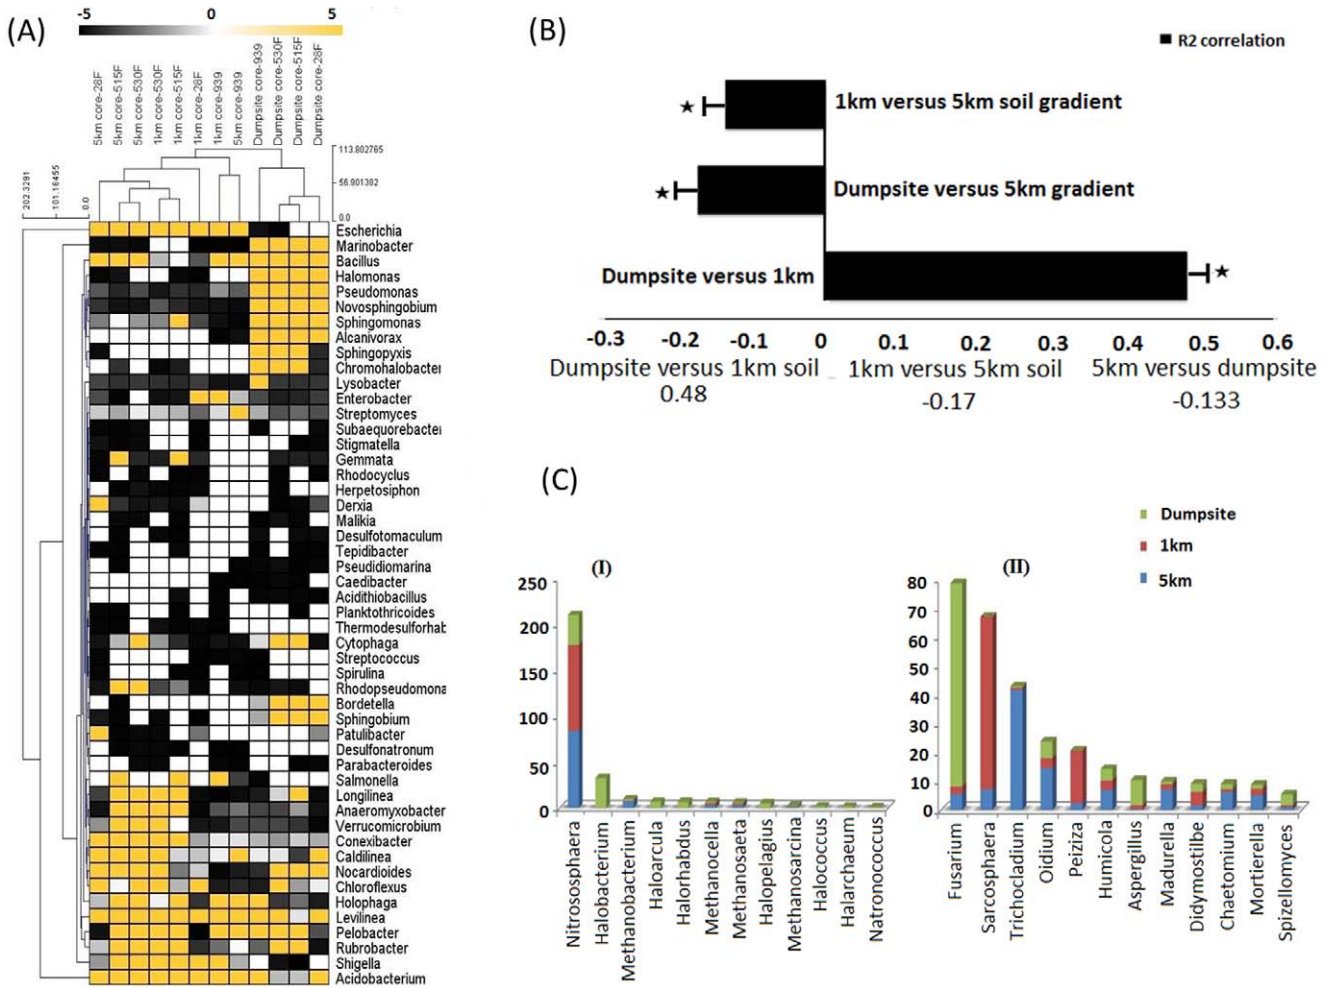 (A)
-5 0 5
5km core-28F
5km core-515F
5km core-530F
1km core-530F
1km core-515F
1km core-28F
1km core-939
5km core-939
Dumpsite core-939
Dumpsite core-530F
Dumpsite core-515F
Dumpsite core-28F
113.802765
56.901382
0.0
202.3291
101.16455
0.0
Escherichia
Marinobacter
Bacillus
Halomonas
Pseudomonas
Novosphingobium
Sphingomonas
Alcanivorax
Sphingopyxis
Chromohalobacter
Lysobacter
Enterobacter
Streptomyces
Subaequorebacter
Stigmatella
Gemmata
Rhodocyclus
Herpetosiphon
Derxia
Malikia
Desulfotomaculum
Tepidibacter
Pseudidiomarina
Caedibacter
Acidithiobacillus
Planktothricoides
Thermodesulforhab
Cytophaga
Streptococcus
Spirulina
Rhodopseudomona
Bordetella
Sphingobium
Patulibacter
Desulfonatronum
Parabacteroides
Salmonella
Longilinea
Anaeromyxobacter
Verrucomicrobium
Conexibacter
Caldilinea
Nocardioides
Chloroflexus
Holophaga
Levilinea
Pelobacter
Rubrobacter
Shigella
Acidobacterium
(B)
R2 correlation
1km versus 5km soil gradient
Dumpsite versus 5km gradient
Dumpsite versus 1km
-0.3 -0.2 -0.1 0 0.1 0.2 0.3 0.4 0.5 0.6
Dumpsite versus 1km soil 1km versus 5km soil 5km versus dumpsite
0.48 -0.17 -0.133
(C)
Dumpsite
1km
5km
(I)
250
200
150
100
50
0
Nitrososphaera
Halobacterium
Methanobacterium
Haloarcula
Halorhabdus
Methanocella
Methanosaeta
Halopelagius
Methanosarcina
Halococcus
Halarchaeum
Natronococcus
(II)
80
70
60
50
40
30
20
10
0
Fusarium
Sarcosphaera
Trichocladium
Oidium
Peiziza
Humicola
Aspergillus
Madurella
Didymostilbe
Chaetomium
Mortierella
Spizellomyces